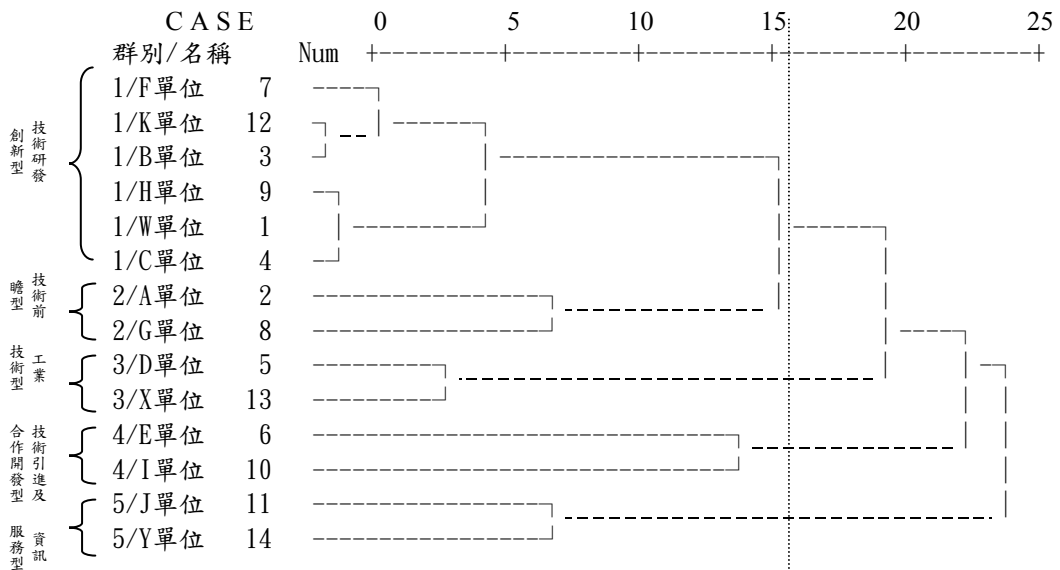 C A S E 0 5 10 15 20 25
群別/名稱 Num
1/F單位 7
1/K單位 12
1/B單位 3
1/H單位 9
1/W單位 1
1/C單位 4
2/A單位 2
2/G單位 8
3/D單位 5
3/X單位 13
4/E單位 6
4/I單位 10
5/J單位 11
5/Y單位 14
技術研發
創新型
技術前
瞻型
工業
技術型
技術引進及
合作開發型
資訊
服務型